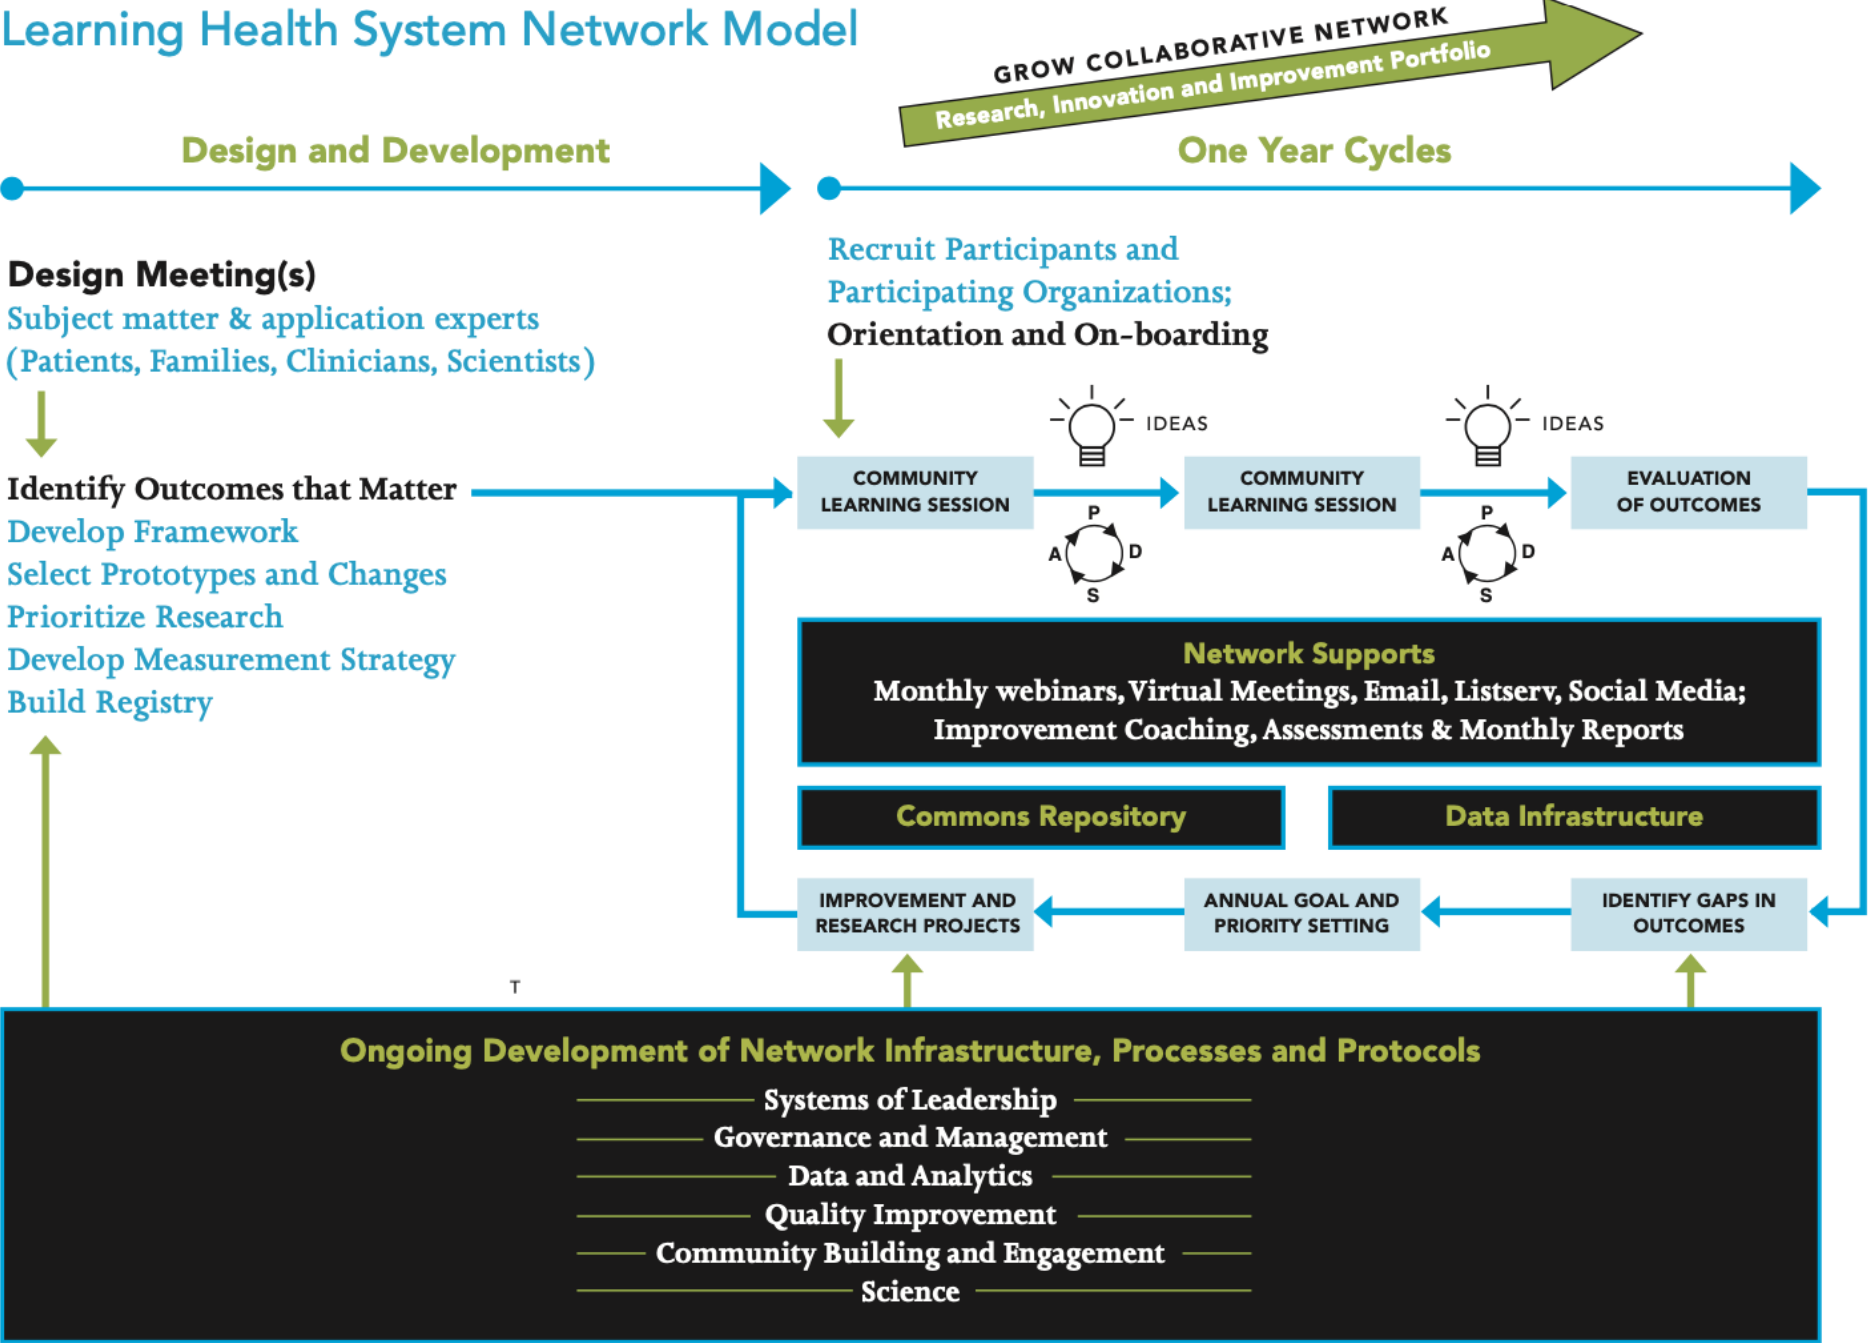 Learning Health System Network Model
GROW COLLABORATIVE NETWORK
Research, Innovation and Improvement Portfolio
Design and Development
One Year Cycles
Design Meeting(s)
Subject matter & application experts
(Patients, Families, Clinicians, Scientists)
Identify Outcomes that Matter
Develop Framework
Select Prototypes and Changes
Prioritize Research
Develop Measurement Strategy
Build Registry
Recruit Participants and
Participating Organizations;
Orientation and On-boarding
COMMUNITY
LEARNING SESSION
IDEAS
P
A
D
S
COMMUNITY
LEARNING SESSION
IDEAS
P
A
D
S
EVALUATION
OF OUTCOMES
Network Supports
Monthly webinars, Virtual Meetings, Email, Listserv, Social Media;
Improvement Coaching, Assessments & Monthly Reports
Commons Repository
Data Infrastructure
IMPROVEMENT AND
RESEARCH PROJECTS
ANNUAL GOAL AND
PRIORITY SETTING
IDENTIFY GAPS IN
OUTCOMES
T
Ongoing Development of Network Infrastructure, Processes and Protocols
Systems of Leadership
Governance and Management
Data and Analytics
Quality Improvement
Community Building and Engagement
Science